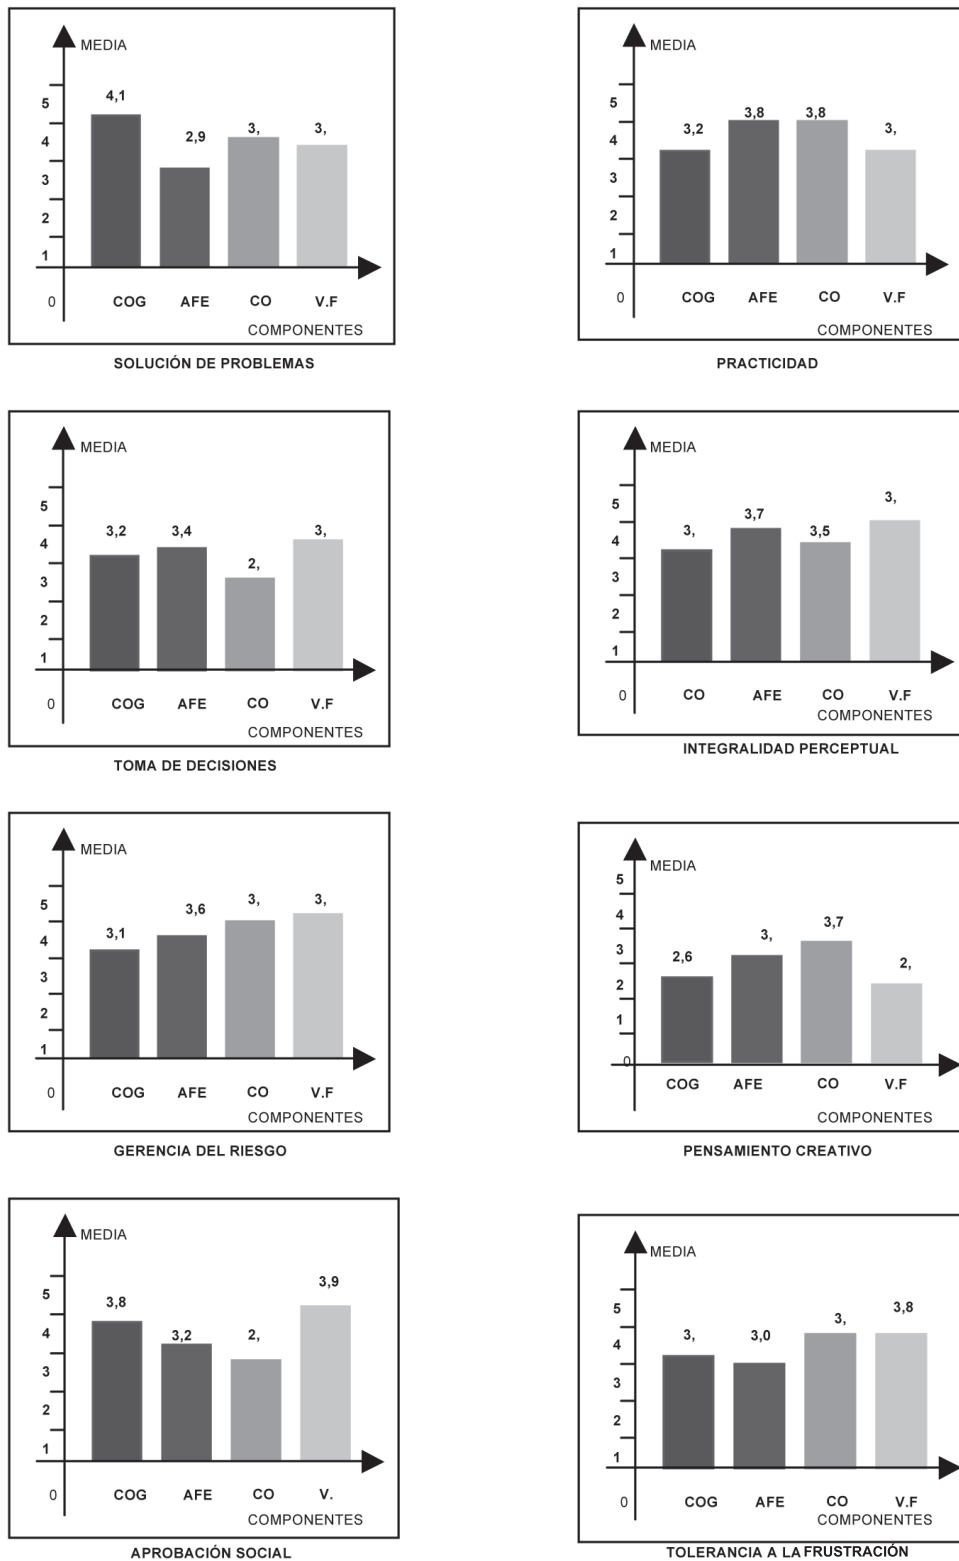 MEDIA
5
4,1
4
2,9
3,
3,
3
2
1
0
COG AFE CO V.F
COMPONENTES
SOLUCIÓN DE PROBLEMAS
MEDIA
5
3,8 3,8
4
3,2
3,
3
2
1
0
COG AFE CO V.F
COMPONENTES
PRACTICIDAD
MEDIA
5
3,2 3,4
3,
4
2,
3
2
1
0
COG AFE CO V.F
COMPONENTES
TOMA DE DECISIONES
MEDIA
5
3,
3,7
3, 3,5
4
3
2
1
0
CO AFE CO V.F
COMPONENTES
INTEGRALIDAD PERCEPTUAL
MEDIA
5
3, 3,
3,6
3,1
4
3
2
1
0
COG AFE CO V.F
COMPONENTES
GERENCIA DEL RIESGO
MEDIA
5
4
3,7
3,
3
2,6
2,
2
1
0
COG AFE CO V.F
COMPONENTES
PENSAMIENTO CREATIVO
MEDIA
3,9
5
3,8
4
3,2 2,
3
2
1
0
COG AFE CO V.
COMPONENTES
APROBACIÓN SOCIAL
MEDIA
5
3,8
3,
3, 3,0
4
3
2
1
0
COG AFE CO V.F
COMPONENTES
TOLERANCIA A LA FRUSTRACIÓN